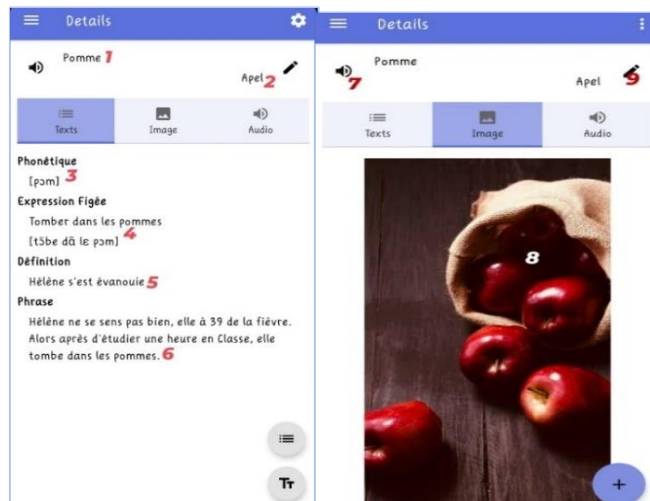 Details
Pomme 1
Apel 2
Texts
Image
Audio
Phonétique
[pɔm] 3
Expression Figée
Tomber dans les pommes
[tɔ̃be dɑ̃ lɛ pɔm] 4
Définition
Hélène s'est évanouie 5
Phrase
Hélène ne se sens pas bien, elle à 39 de la fièvre.
Alors après d'étudier une heure en Classe, elle
tombe dans les pommes. 6
Tт
Details
Pomme
7
Apel 9
Texts
Image
Audio
8
+